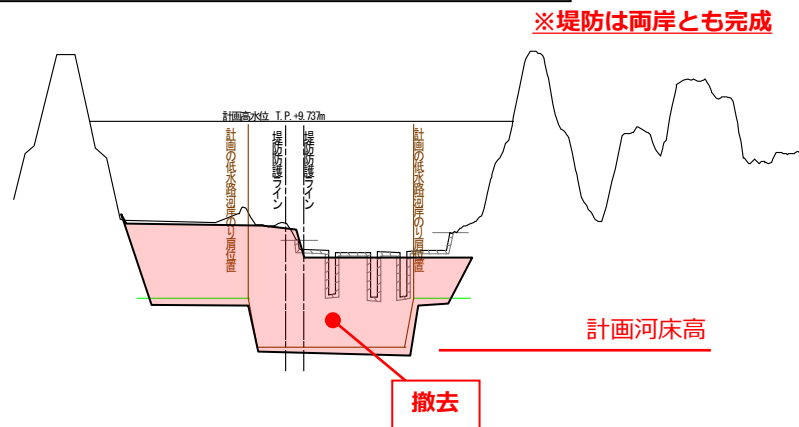 ※堤防は両岸とも完成
計画高水位 T.P.+9.737m
計画の低水路河岸のり肩位置
堤防防護ライン
堤防防護ライン
計画の低水路河岸のり肩位置
計画河床高
撤去